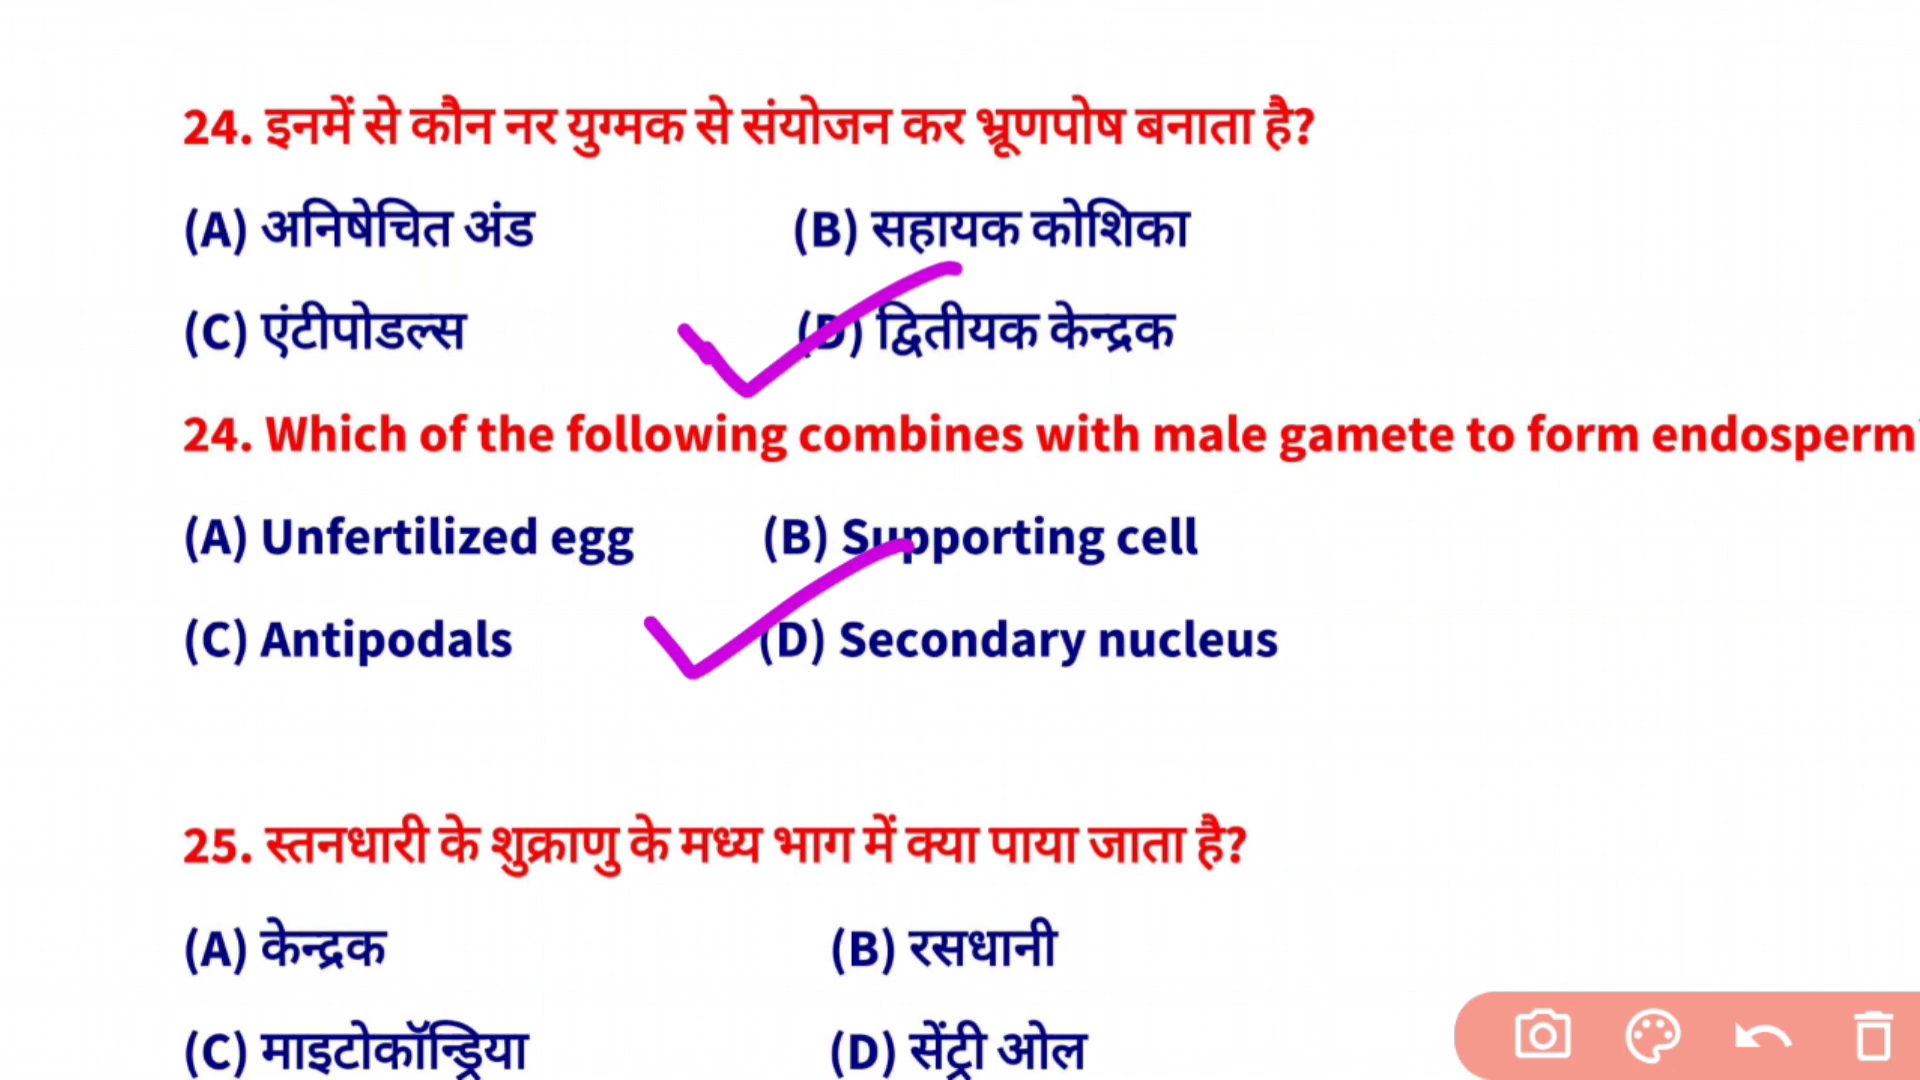 24. इनमें से कौन नर युग्मक से संयोजन कर भ्रूणपोष बनाता है?
(A) अनिषेचित अंड (B) सहायक कोशिका
(C) एंटीपोडल्स (D) द्वितीयक केन्द्रक
24. Which of the following combines with male gamete to form endosperm
(A) Unfertilized egg (B) Supporting cell
(C) Antipodals (D) Secondary nucleus
25. स्तनधारी के शुक्राणु के मध्य भाग में क्या पाया जाता है?
(A) केन्द्रक (B) रसधानी
(C) माइटोकॉन्ड्रिया (D) सेंट्री ओल